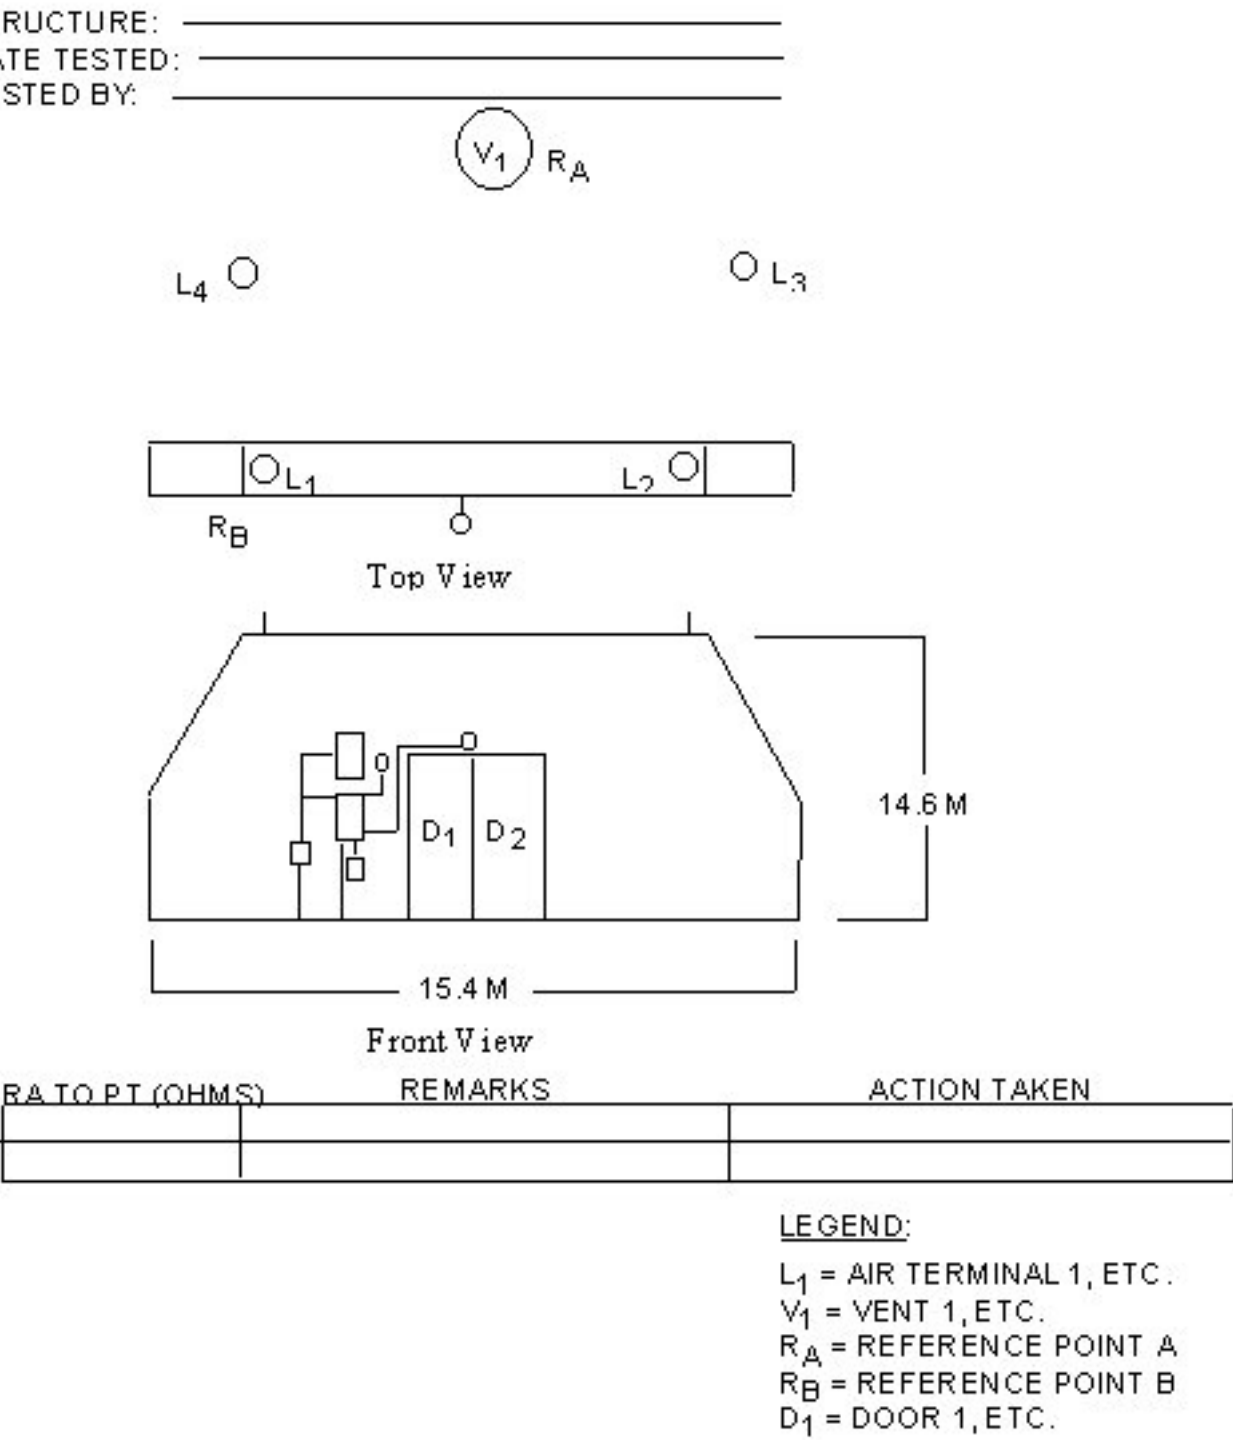 RUCTURE:
ATE TESTED:
STED BY:
V1 RA
L4 L3
L1 L2
RB
Top View
14.6 M
D1 D2
15.4 M
Front View
RA TO PT (OHMS) REMARKS ACTION TAKEN
LEGEND:
L1 = AIR TERMINAL 1, ETC.
V1 = VENT 1, ETC.
RA = REFERENCE POINT A
RB = REFERENCE POINT B
D1 = DOOR 1, ETC.